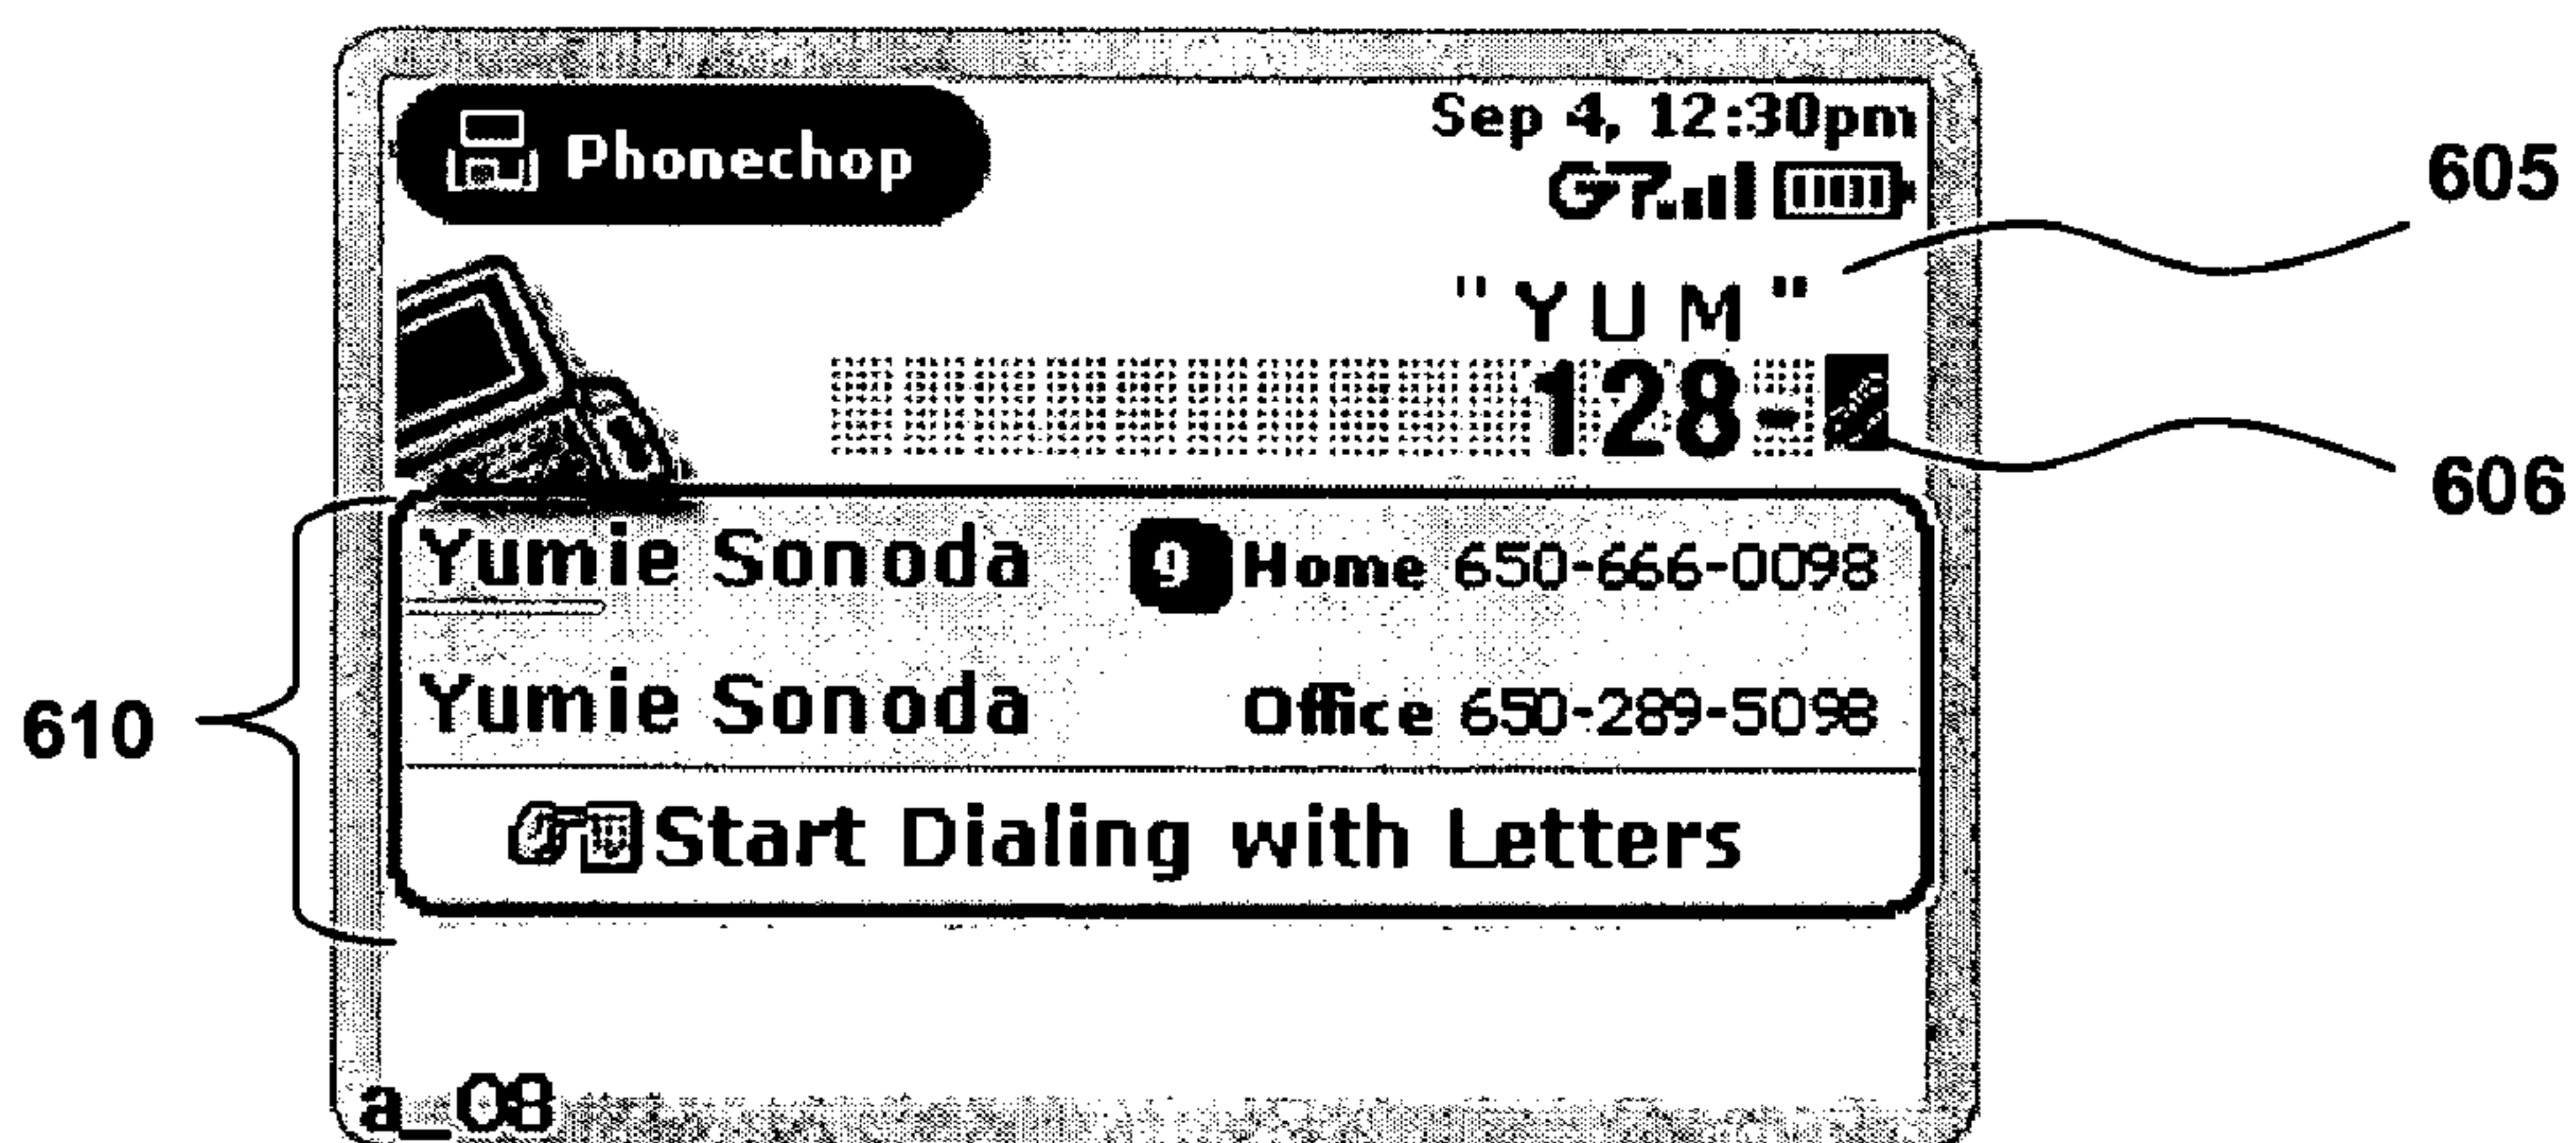 Phonechop
Sep 4, 12:30pm
605
"YUM"
128-
606
Yumie Sonoda 9 Home 650-666-0098
610
Yumie Sonoda Office 650-289-5098
Start Dialing with Letters
a_08